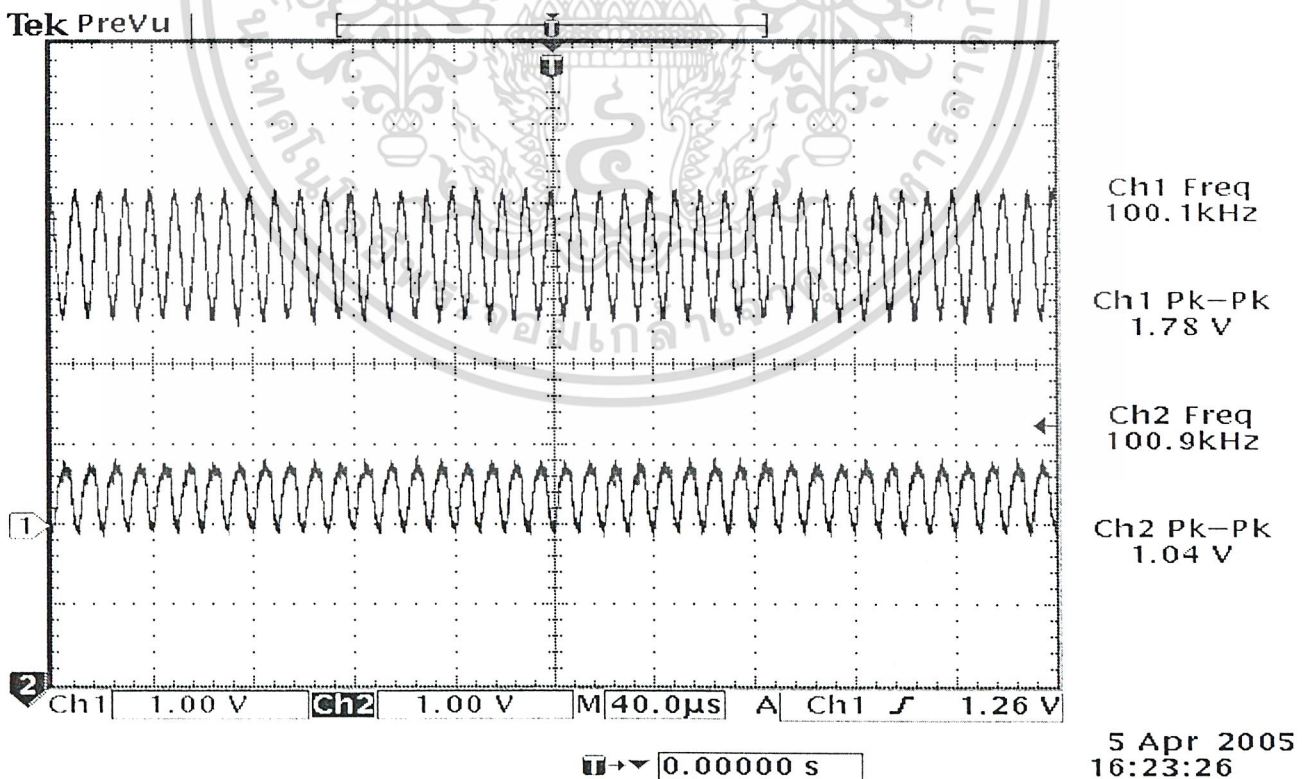 Tek PreVu
T
T
Ch1 Freq
100.1kHz
Ch1 Pk-Pk
1.78 V
Ch2 Freq
100.9kHz
Ch2 Pk-Pk
1.04 V
1
2
Ch1 1.00 V Ch2 1.00 V M 40.0µs A Ch1 1.26 V
T→▼ 0.00000 s
5 Apr 2005
16:23:26